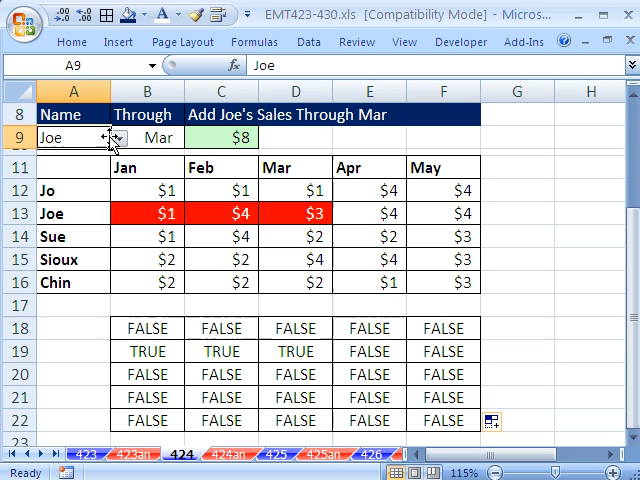 EMT423-430.xls [Compatibility Mode] - Micros...
Home Insert Page Layout Formulas Data Review View Developer Add-Ins
A9 fx Joe
A B C D E F G H
8 Name Through Add Joe's Sales Through Mar
9 Joe Mar $8
11 Jan Feb Mar Apr May
12 Jo $1 $1 $1 $4 $4
13 Joe $1 $4 $3 $4 $4
14 Sue $1 $4 $2 $2 $3
15 Sioux $2 $2 $4 $4 $3
16 Chin $2 $2 $2 $1 $3
17
18 FALSE FALSE FALSE FALSE FALSE
19 TRUE TRUE TRUE FALSE FALSE
20 FALSE FALSE FALSE FALSE FALSE
21 FALSE FALSE FALSE FALSE FALSE
22 FALSE FALSE FALSE FALSE FALSE
23
423 423an 424 424an 425 425an 426
Ready 115%